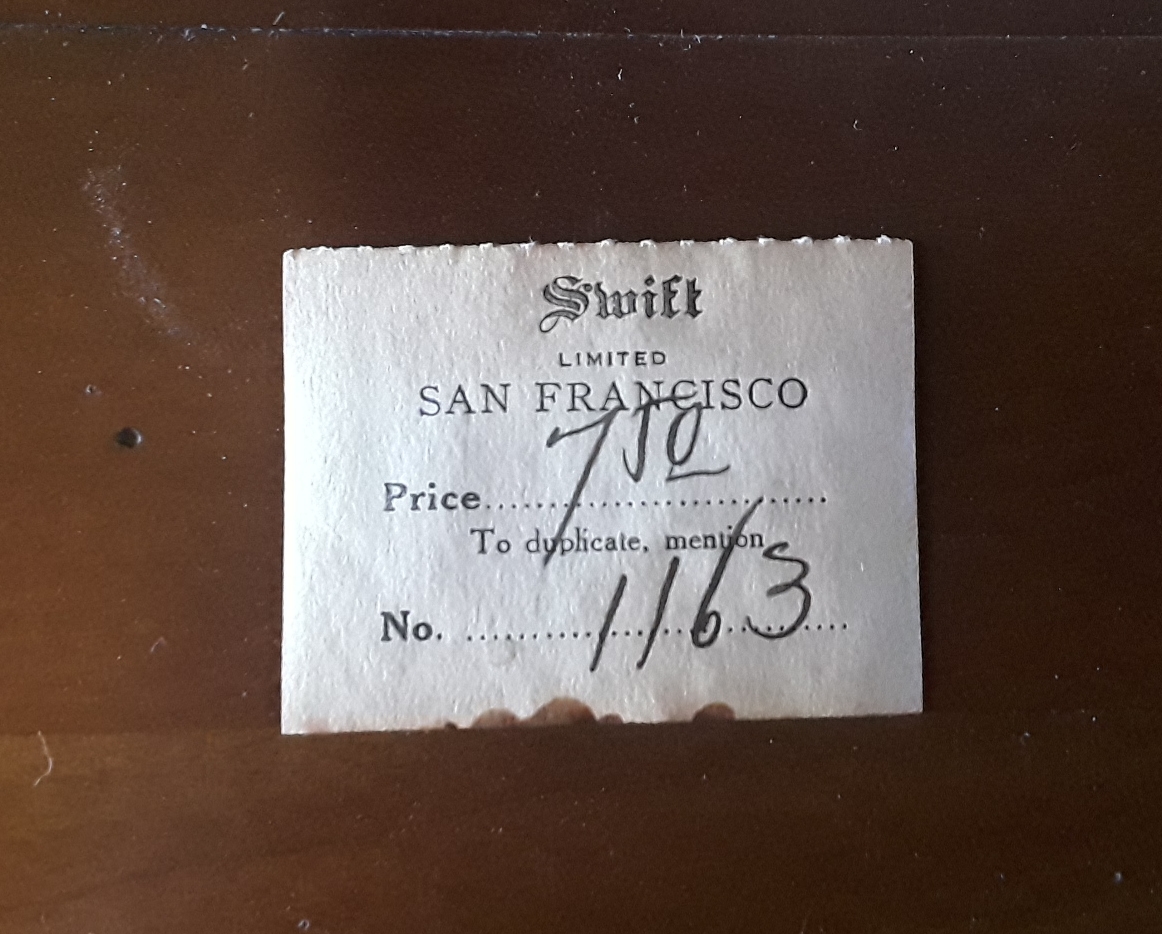 Swift
LIMITED
SAN FRANCISCO
Price.............................. 750
To duplicate, mention
No. .............................. 1163